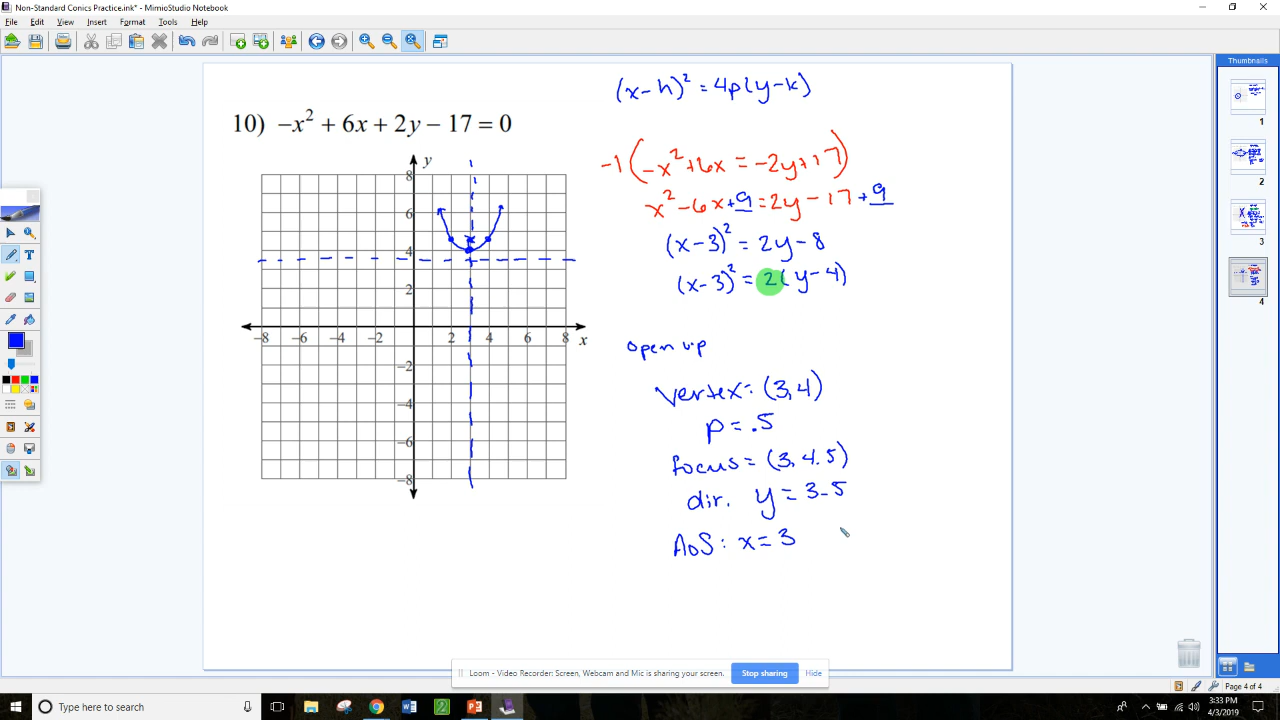 Non-Standard Conics Practice.ink* - MimioStudio Notebook
File Edit View Insert Format Tools Help
Thumbnails
(x-h)² = 4p(y-k)
10) −x² + 6x + 2y − 17 = 0
-1(-x²+6x = -2y+17)
x²-6x+9 = 2y-17+9
(x-3)² = 2y-8
(x-3)² = 2(y-4)
y
8
6
4
2
−8 −6 −4 −2 2 4 6 8 x
−2
−4
−6
−8
open up
vertex = (3,4)
p = .5
focus = (3, 4.5)
dir. y = 3.5
AoS: x = 3
1
2
3
4
Loom - Video Recorder: Screen, Webcam and Mic is sharing your screen. Stop sharing Hide
Page 4 of 4
Type here to search
3:33 PM
4/3/2019